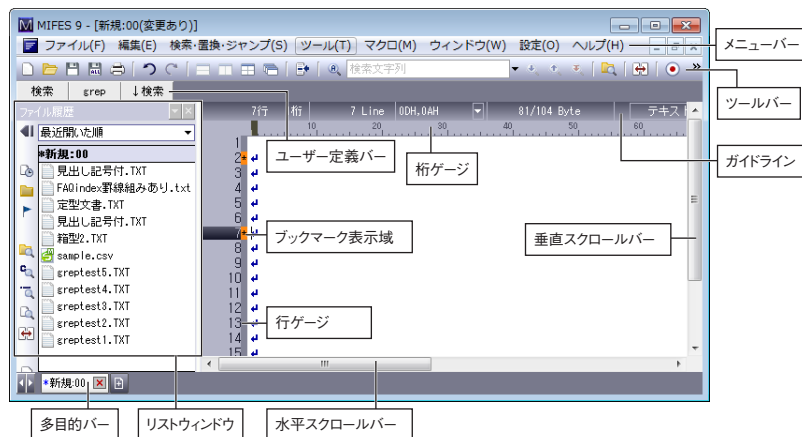 MIFES 9 - [新規:00(変更あり)]
ファイル(F) 編集(E) 検索・置換・ジャンプ(S) ツール(T) マクロ(M) ウィンドウ(W) 設定(O) ヘルプ(H)
メニューバー
検索文字列
ツールバー
検索 grep ↓検索
ファイル履歴
7行 桁 7 Line 0DH,0AH 81/104 Byte テキスト
最近開いた順
10 20 30 40 50 60
*新規:00
ユーザー定義バー
桁ゲージ
ガイドライン
見出し記号付.TXT
FAQindex罫線組みあり.txt
定型文書.TXT
見出し記号付.TXT
箱型2.TXT
sample.csv
greptest5.TXT
greptest4.TXT
greptest3.TXT
greptest2.TXT
greptest1.TXT
1
2
3
4
5
6
7
8
9
10
11
12
13
14
15
ブックマーク表示域
垂直スクロールバー
行ゲージ
*新規:00
多目的バー
リストウィンドウ
水平スクロールバー